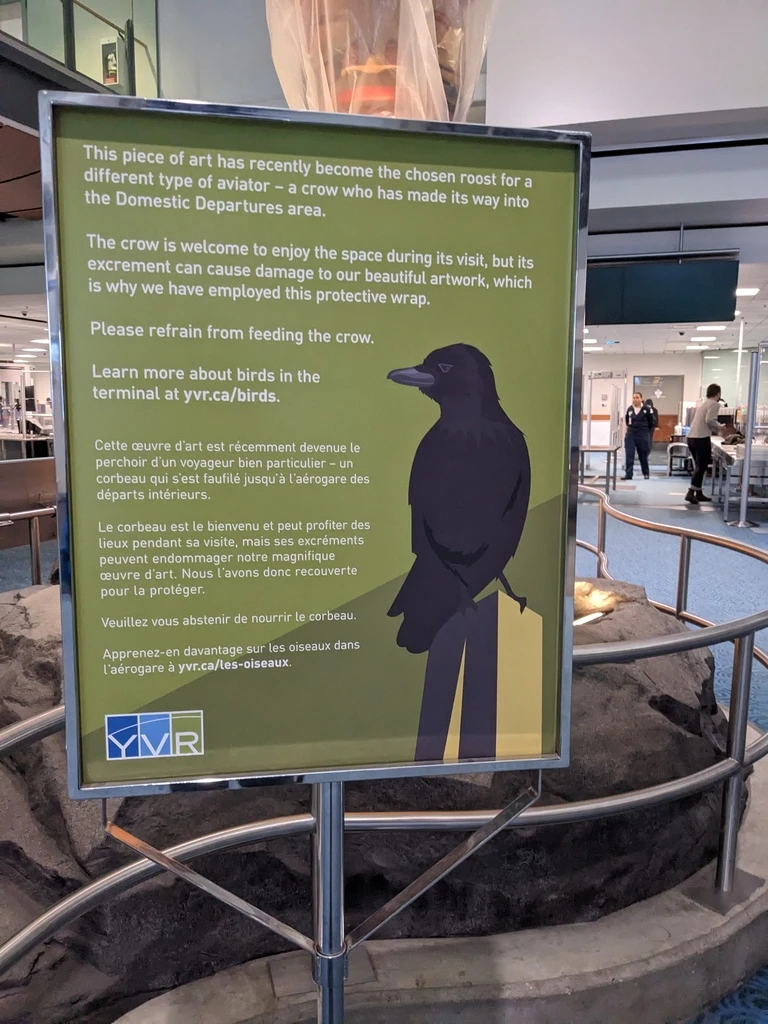 This piece of art has recently become the chosen roost for a
different type of aviator – a crow who has made its way into
the Domestic Departures area.
The crow is welcome to enjoy the space during its visit, but its
excrement can cause damage to our beautiful artwork, which
is why we have employed this protective wrap.
Please refrain from feeding the crow.
Learn more about birds in the
terminal at yvr.ca/birds.
Cette œuvre d'art est récemment devenue le
perchoir d'un voyageur bien particulier – un
corbeau qui s'est faufilé jusqu'à l'aérogare des
départs intérieurs.
Le corbeau est le bienvenu et peut profiter des
lieux pendant sa visite, mais ses excréments
peuvent endommager notre magnifique
œuvre d'art. Nous l'avons donc recouverte
pour la protéger.
Veuillez vous abstenir de nourrir le corbeau.
Apprenez-en davantage sur les oiseaux dans
l'aérogare à yvr.ca/les-oiseaux.
YVR